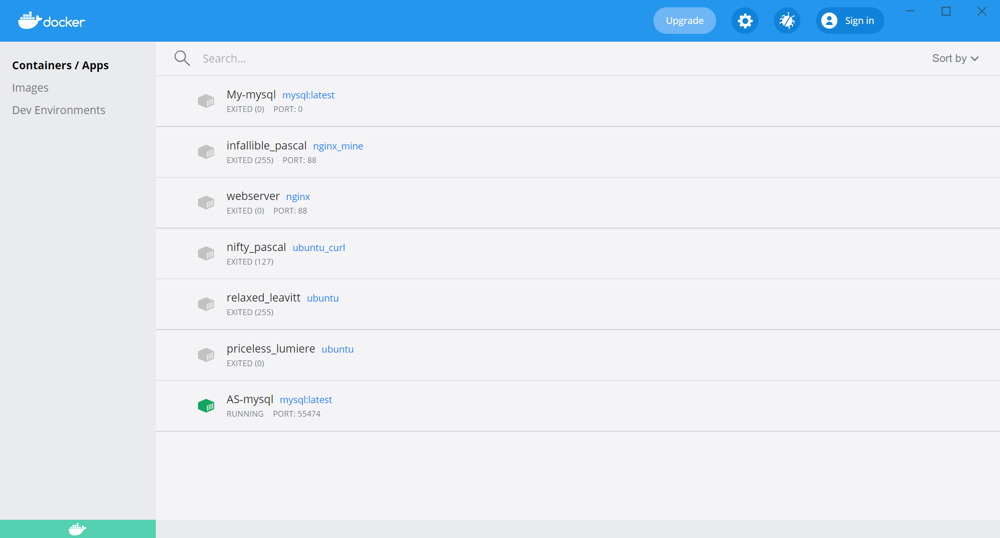 docker
Upgrade
Sign in
Containers / Apps
Images
Dev Environments
Search...
Sort by
My-mysql mysql:latest
EXITED (0) PORT: 0
infallible_pascal nginx_mine
EXITED (255) PORT: 88
webserver nginx
EXITED (0) PORT: 88
nifty_pascal ubuntu_curl
EXITED (127)
relaxed_leavitt ubuntu
EXITED (255)
priceless_lumiere ubuntu
EXITED (0)
AS-mysql mysql:latest
RUNNING PORT: 55474